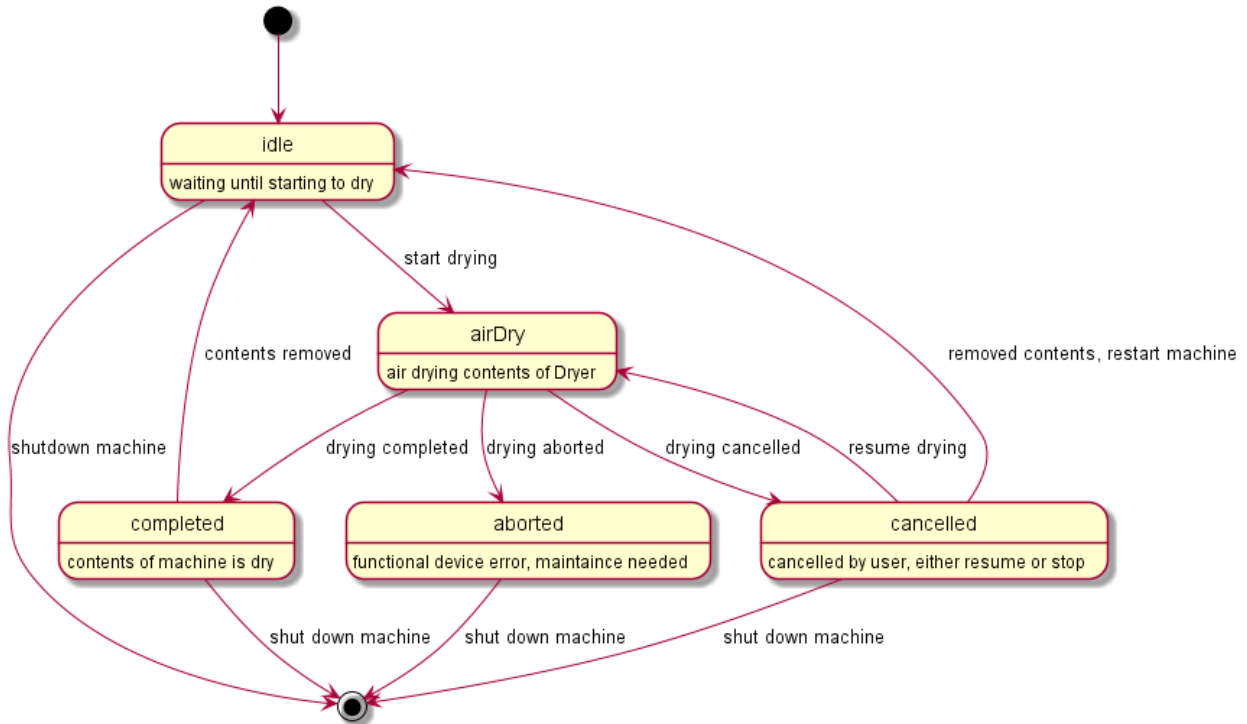 idle
waiting until starting to dry
start drying
airDry
air drying contents of Dryer
contents removed
removed contents, restart machine
shutdown machine
drying completed
drying aborted
drying cancelled
resume drying
completed
contents of machine is dry
aborted
functional device error, maintaince needed
cancelled
cancelled by user, either resume or stop
shut down machine
shut down machine
shut down machine